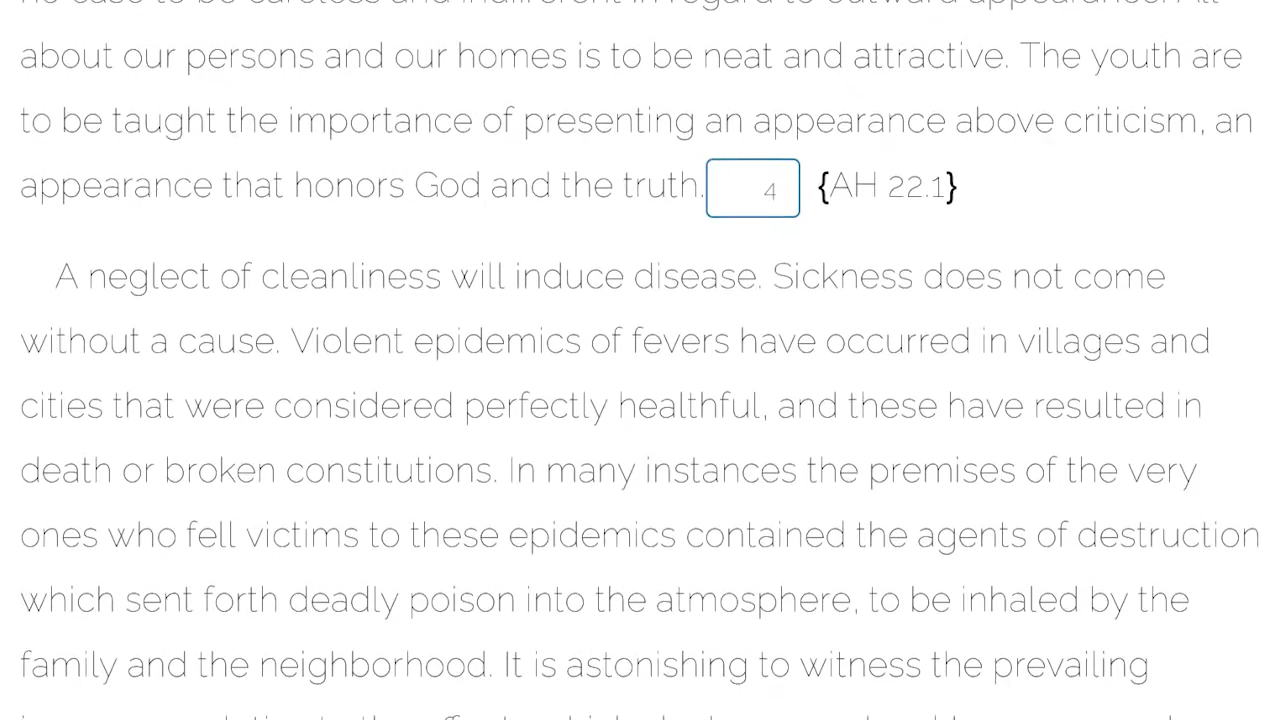 about our persons and our homes is to be neat and attractive. The youth are
to be taught the importance of presenting an appearance above criticism, an
appearance that honors God and the truth. 4 {AH 22.1}
A neglect of cleanliness will induce disease. Sickness does not come
without a cause. Violent epidemics of fevers have occurred in villages and
cities that were considered perfectly healthful, and these have resulted in
death or broken constitutions. In many instances the premises of the very
ones who fell victims to these epidemics contained the agents of destruction
which sent forth deadly poison into the atmosphere, to be inhaled by the
family and the neighborhood. It is astonishing to witness the prevailing